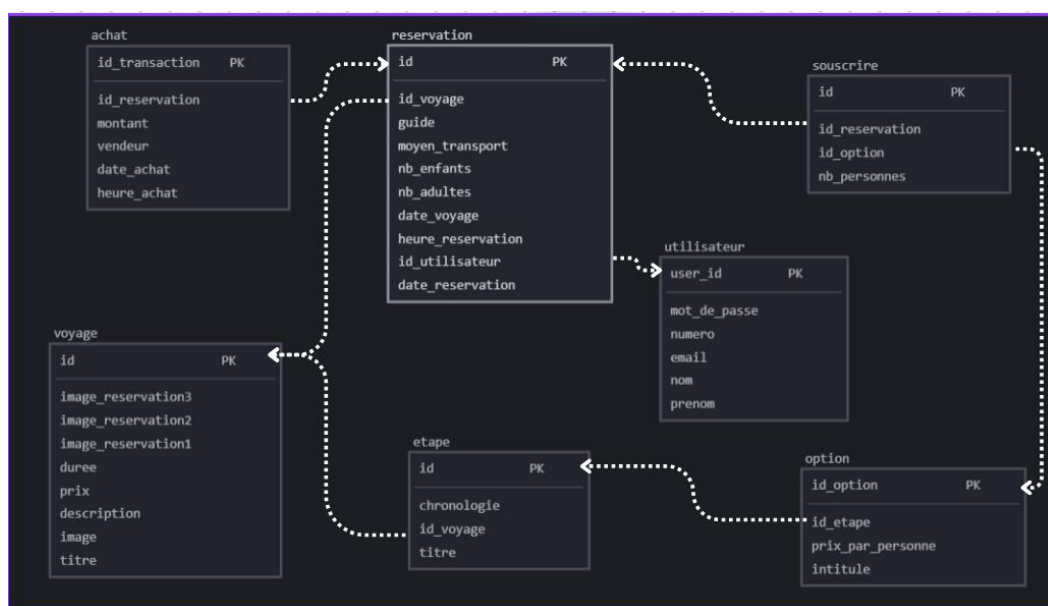 achat
id_transaction PK
id_reservation
montant
vendeur
date_achat
heure_achat
reservation
id PK
id_voyage
guide
moyen_transport
nb_enfants
nb_adultes
date_voyage
heure_reservation
id_utilisateur
date_reservation
souscrire
id PK
id_reservation
id_option
nb_personnes
utilisateur
user_id PK
mot_de_passe
numero
email
nom
prenom
voyage
id PK
image_reservation3
image_reservation2
image_reservation1
duree
prix
description
image
titre
etape
id PK
chronologie
id_voyage
titre
option
id_option PK
id_etape
prix_par_personne
intitule